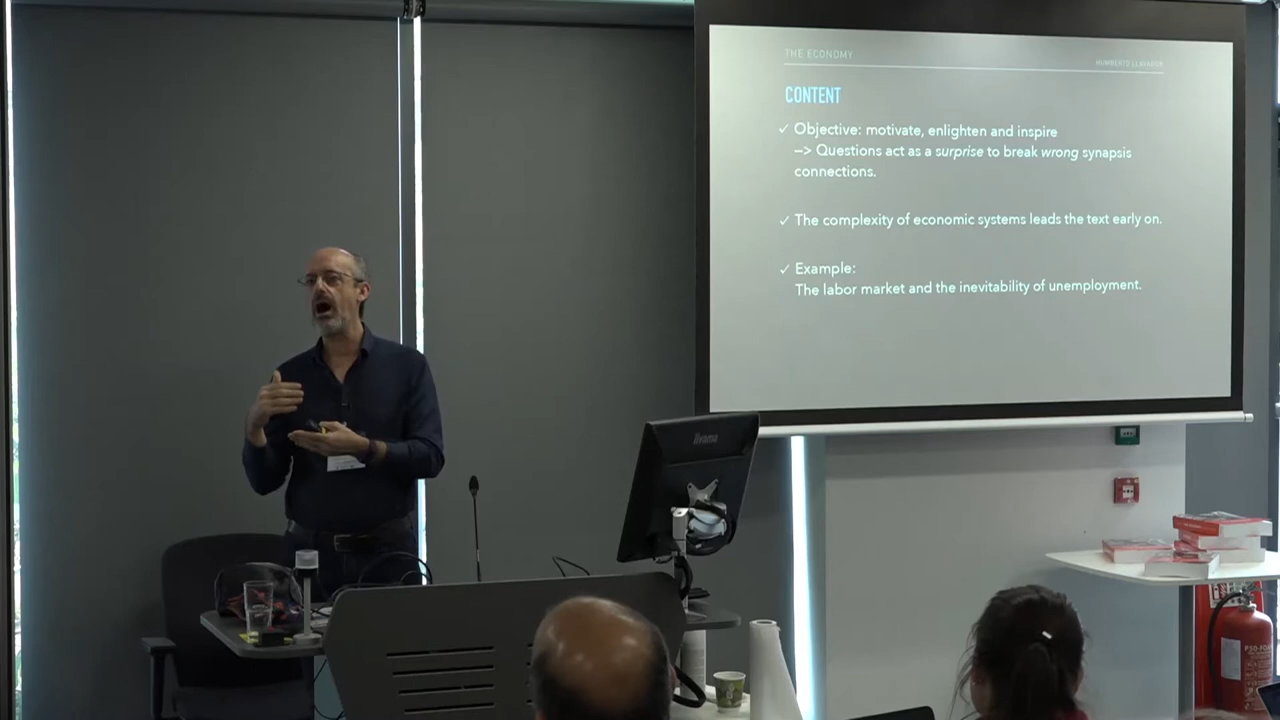 THE ECONOMY
HUMBERTO LLAVADOR
CONTENT
✓ Objective: motivate, enlighten and inspire
–> Questions act as a surprise to break wrong synapsis
connections.
✓ The complexity of economic systems leads the text early on.
✓ Example:
The labor market and the inevitability of unemployment.
iiyama